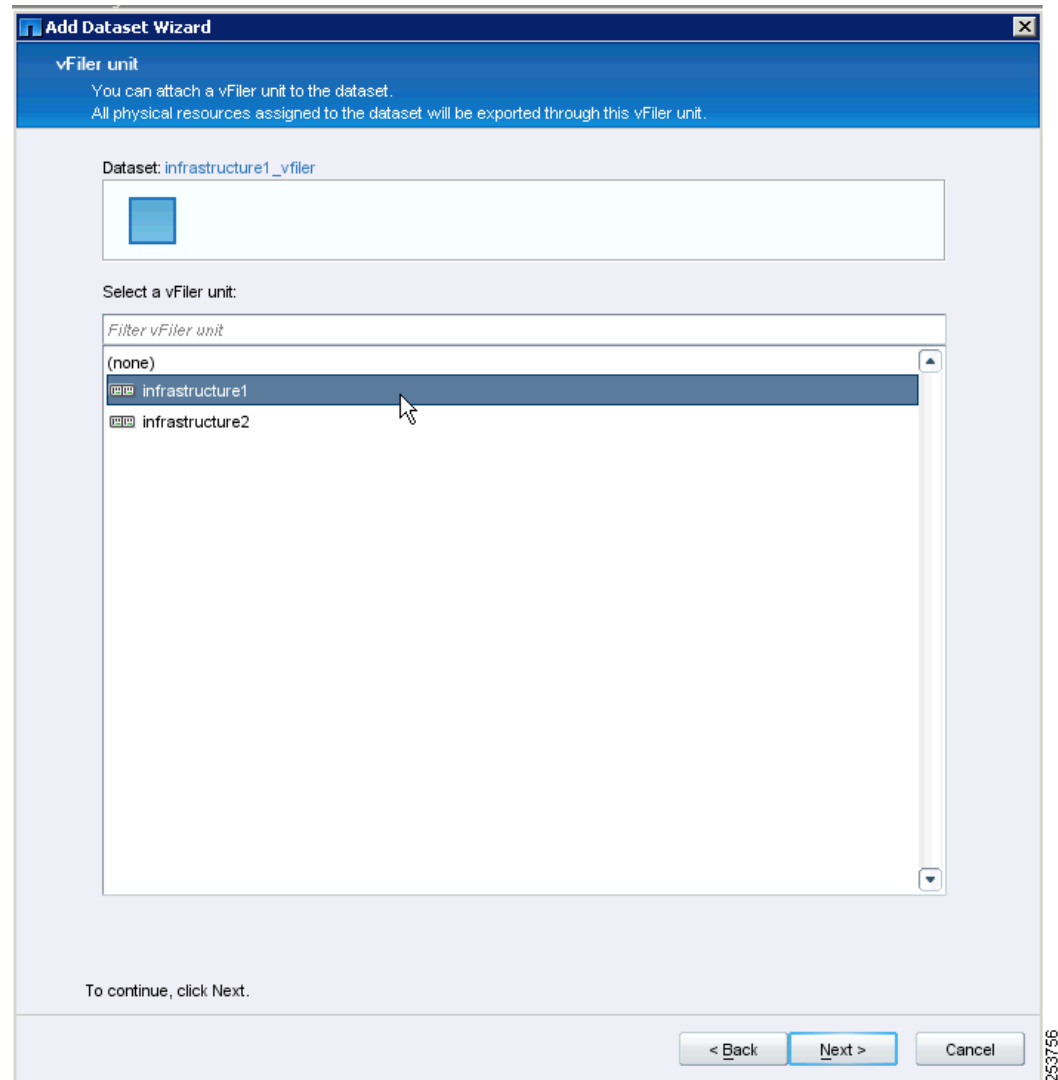 Add Dataset Wizard
vFiler unit
You can attach a vFiler unit to the dataset.
All physical resources assigned to the dataset will be exported through this vFiler unit.
Dataset: infrastructure1_vfiler
Select a vFiler unit:
Filter vFiler unit
(none)
infrastructure1
infrastructure2
To continue, click Next.
< Back Next > Cancel
253756